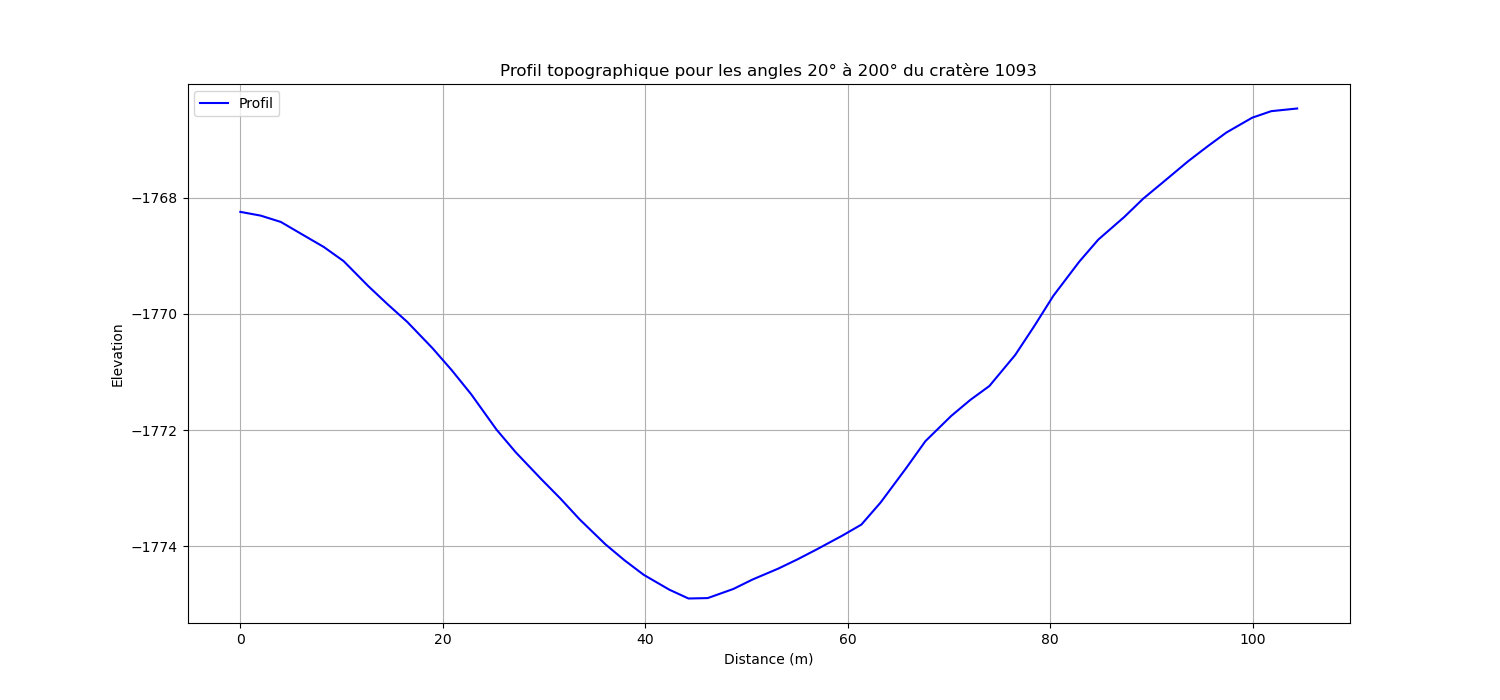 Profil topographique pour les angles 20° à 200° du cratère 1093
Profil
−1768
−1770
−1772
−1774
Elevation
0 20 40 60 80 100
Distance (m)